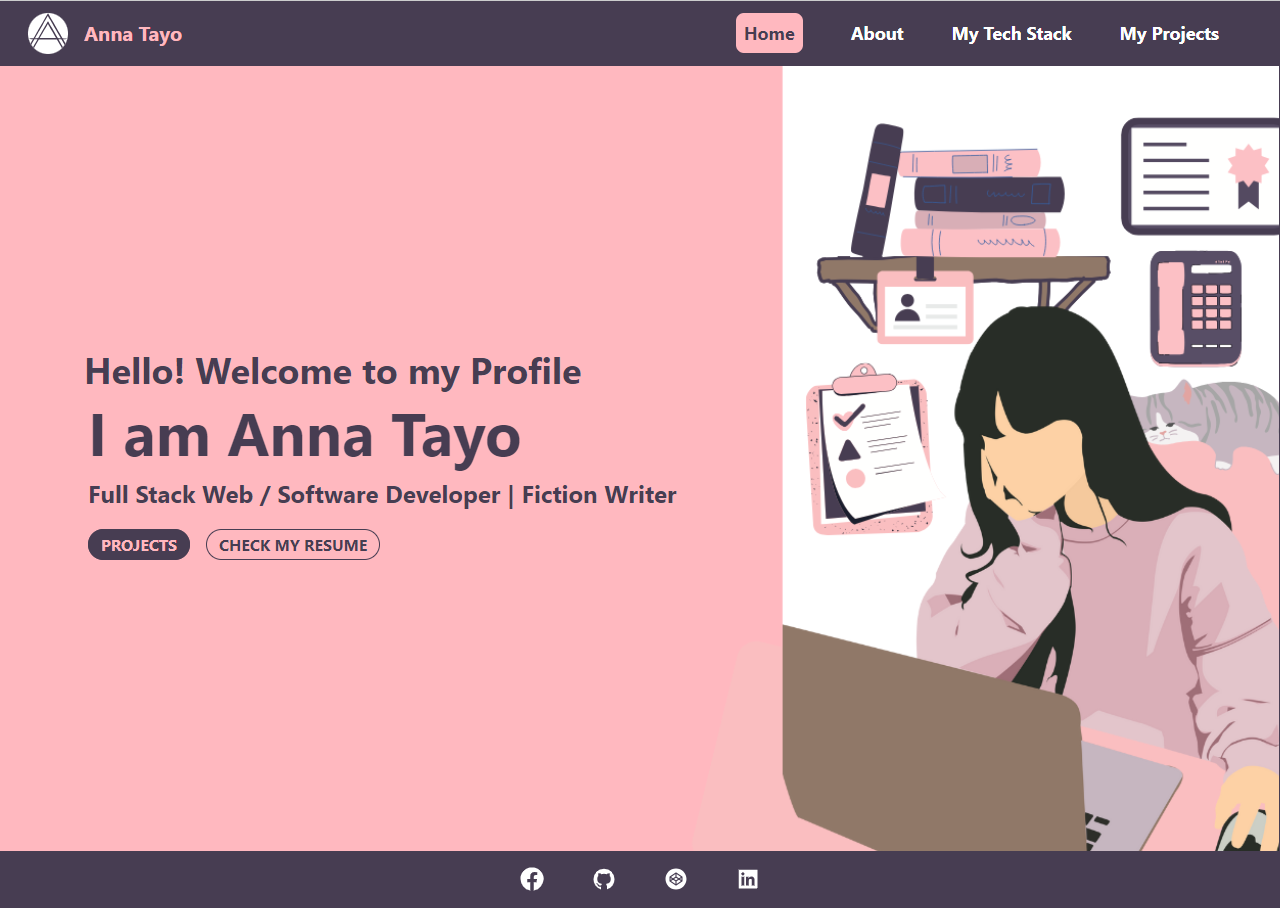 Anna Tayo
Home
About
My Tech Stack
My Projects
Hello! Welcome to my Profile
I am Anna Tayo
Full Stack Web / Software Developer | Fiction Writer
PROJECTS
CHECK MY RESUME